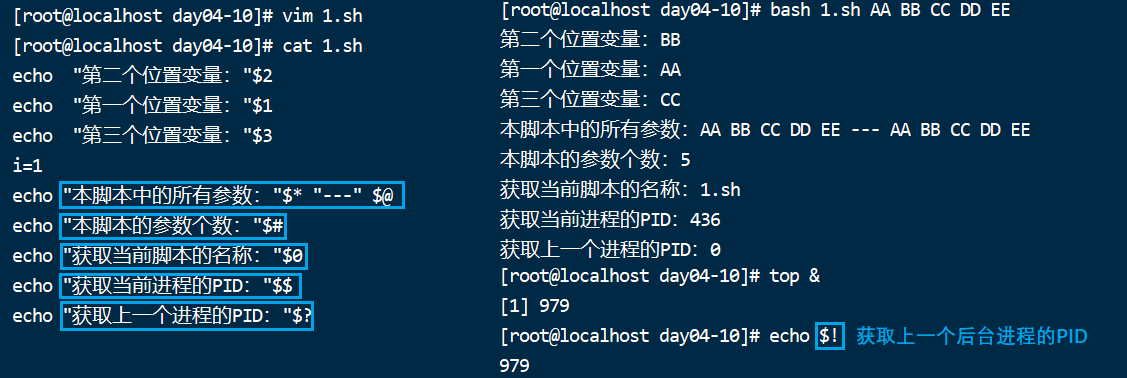 [root@localhost day04-10]# vim 1.sh
[root@localhost day04-10]# cat 1.sh
echo  "第二个位置变量："$2
echo  "第一个位置变量："$1
echo  "第三个位置变量："$3
i=1
echo "本脚本中的所有参数："$* "---" $@
echo "本脚本的参数个数："$#
echo "获取当前脚本的名称："$0
echo "获取当前进程的PID："$$
echo "获取上一个进程的PID："$?
[root@localhost day04-10]# bash 1.sh AA BB CC DD EE
第二个位置变量：BB
第一个位置变量：AA
第三个位置变量：CC
本脚本中的所有参数：AA BB CC DD EE --- AA BB CC DD EE
本脚本的参数个数：5
获取当前脚本的名称：1.sh
获取当前进程的PID：436
获取上一个进程的PID：0
[root@localhost day04-10]# top &
[1] 979
[root@localhost day04-10]# echo $! 获取上一个后台进程的PID
979